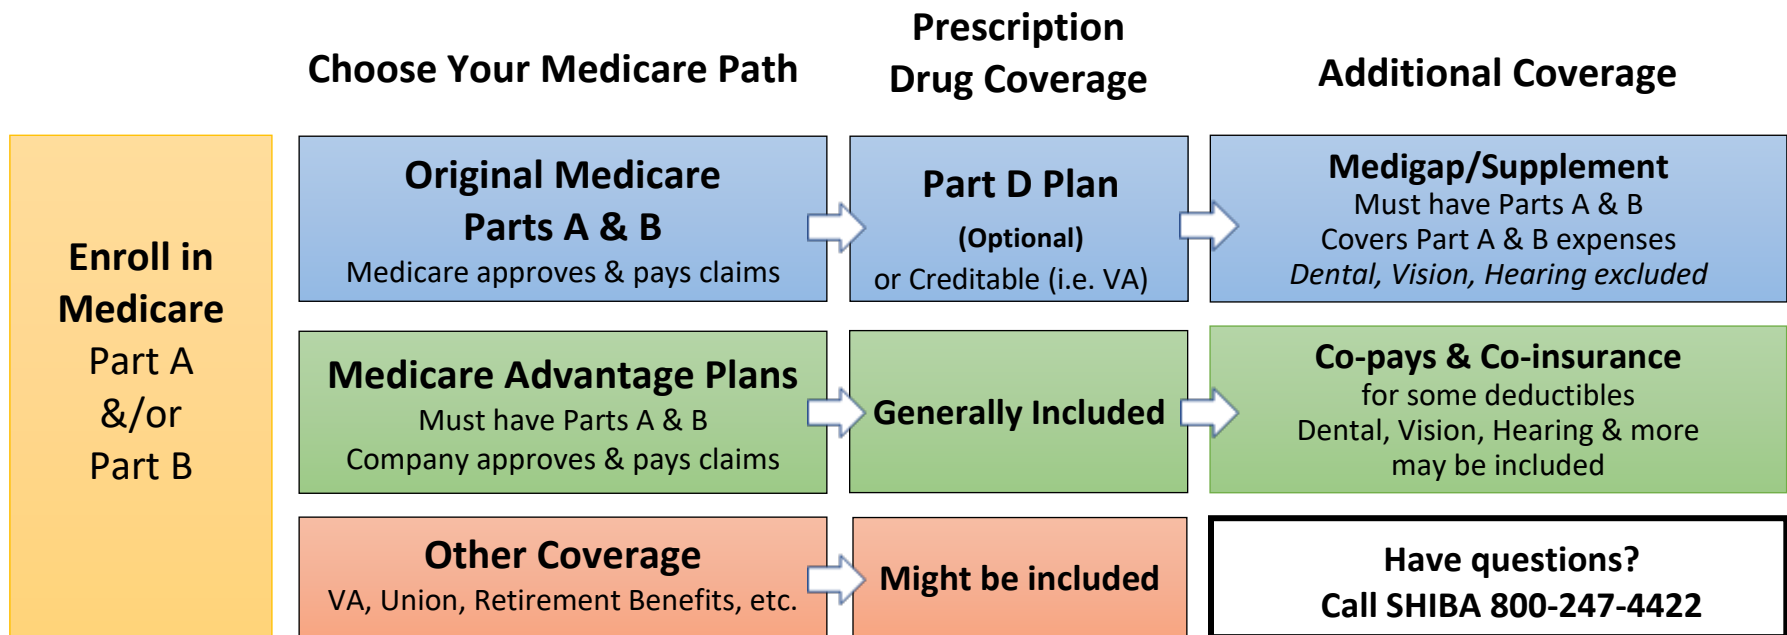 Choose Your Medicare Path
Prescription
Drug Coverage
Additional Coverage
Enroll in
Medicare
Part A
&/or
Part B
Original Medicare
Parts A & B
Medicare approves & pays claims
Part D Plan
(Optional)
or Creditable (i.e. VA)
Medigap/Supplement
Must have Parts A & B
Covers Part A & B expenses
Dental, Vision, Hearing excluded
Medicare Advantage Plans
Must have Parts A & B
Company approves & pays claims
Generally Included
Co-pays & Co-insurance
for some deductibles
Dental, Vision, Hearing & more
may be included
Other Coverage
VA, Union, Retirement Benefits, etc.
Might be included
Have questions?
Call SHIBA 800-247-4422